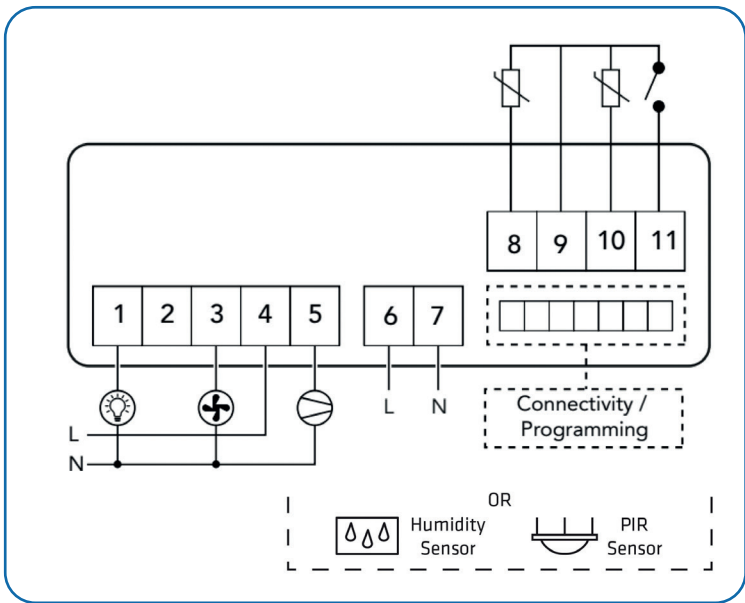 8 9 10 11
1 2 3 4 5 6 7
L N
Connectivity /
Programming
L
N
OR
Humidity
Sensor
PIR
Sensor